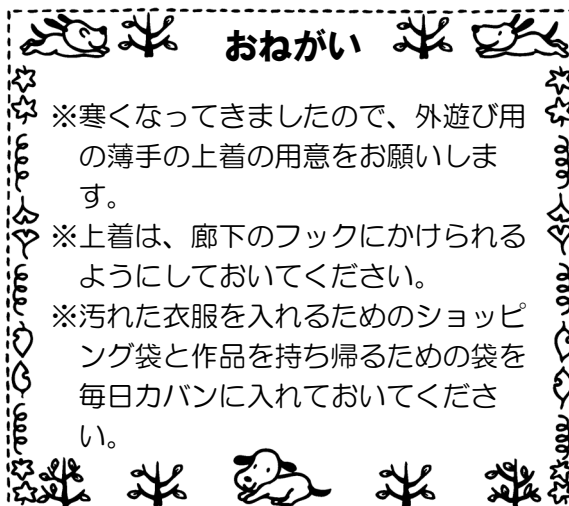 おねがい
※寒くなってきましたので、外遊び用
の薄手の上着の用意をお願いしま
す。
※上着は、廊下のフックにかけられる
ようにしておいてください。
※汚れた衣服を入れるためのショッピ
ング袋と作品を持ち帰るための袋を
毎日カバンに入れておいてくださ
い。